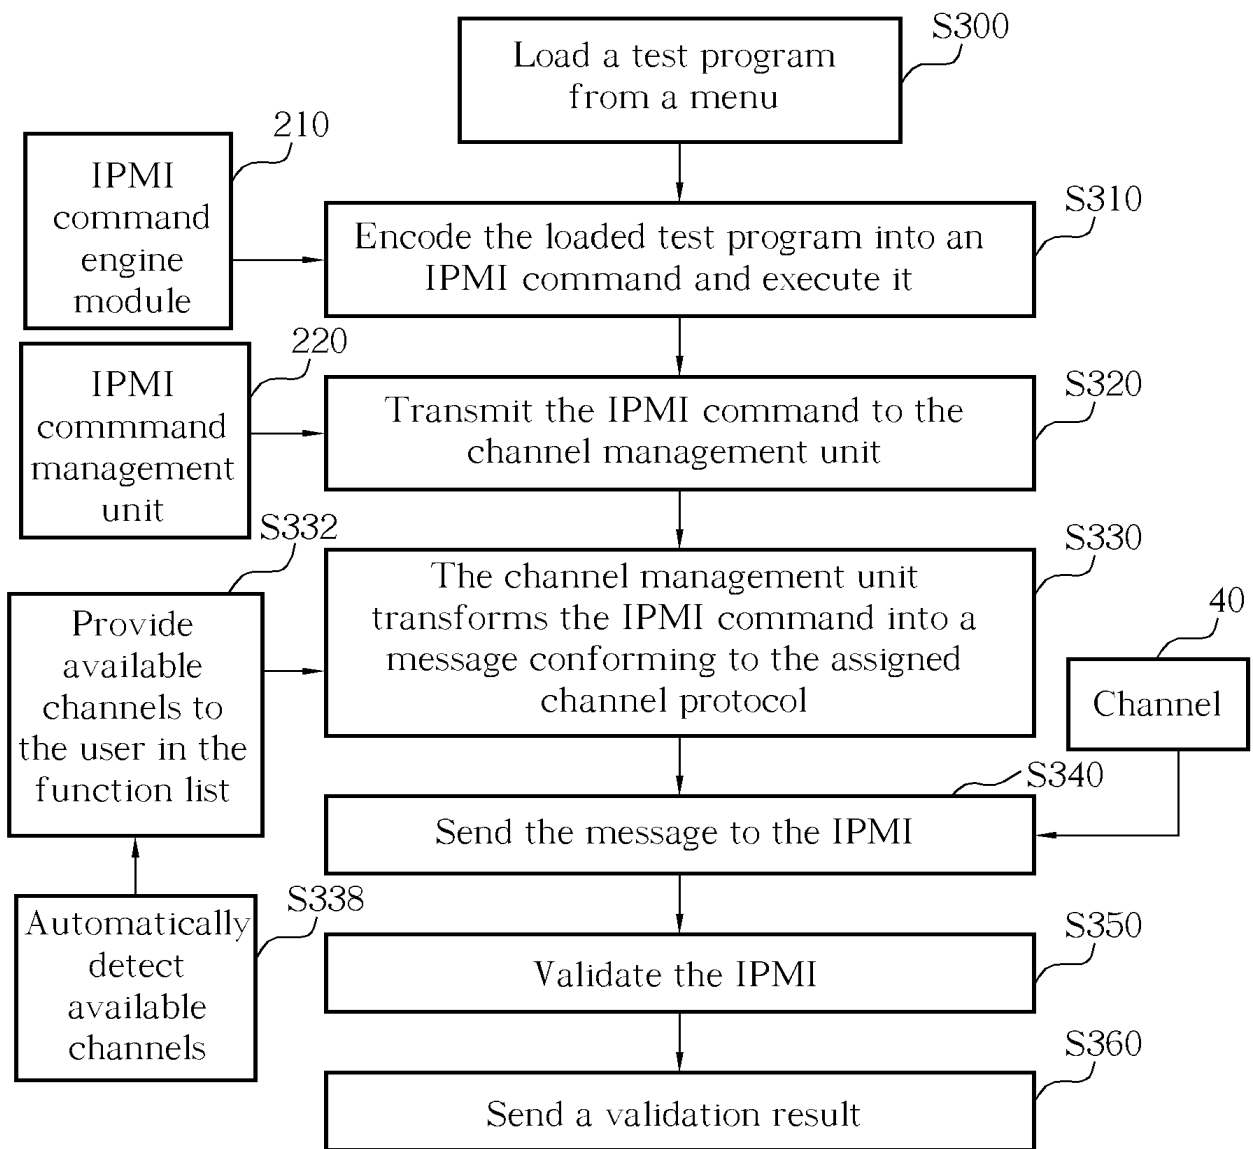 S300
Load a test program
from a menu
210
IPMI
command
engine
module
S310
Encode the loaded test program into an
IPMI command and execute it
220
IPMI
commmand
management
unit
S320
Transmit the IPMI command to the
channel management unit
S332
Provide
available
channels to
the user in the
function list
S330
The channel management unit
transforms the IPMI command into a
message conforming to the assigned
channel protocol
40
Channel
S340
Send the message to the IPMI
S338
Automatically
detect
available
channels
S350
Validate the IPMI
S360
Send a validation result